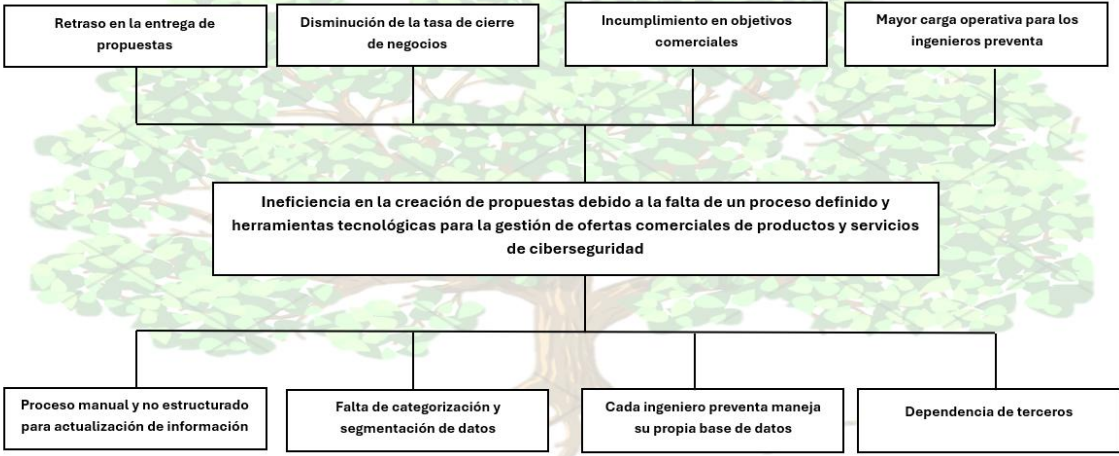 Retraso en la entrega de
propuestas
Disminución de la tasa de cierre
de negocios
Incumplimiento en objetivos
comerciales
Mayor carga operativa para los
ingenieros preventa
Ineficiencia en la creación de propuestas debido a la falta de un proceso definido y
herramientas tecnológicas para la gestión de ofertas comerciales de productos y servicios
de ciberseguridad
Proceso manual y no estructurado
para actualización de información
Falta de categorización y
segmentación de datos
Cada ingeniero preventa maneja
su propia base de datos
Dependencia de terceros